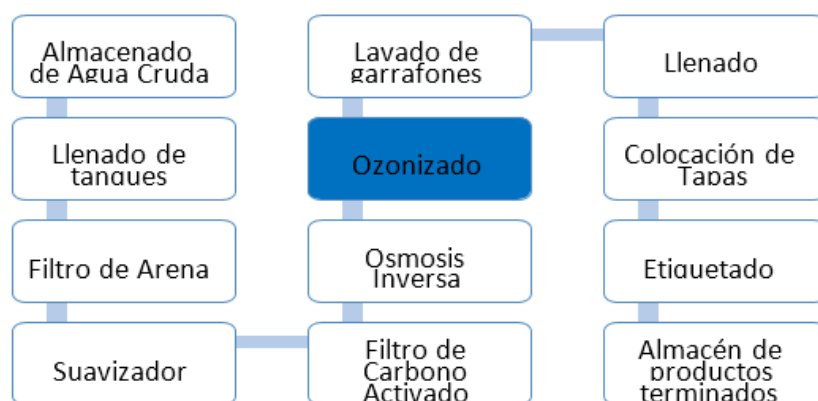 Almacenado
de Agua Cruda
Llenado de
tanques
Filtro de Arena
Suavizador
Filtro de
Carbono
Activado
Osmosis
Inversa
Ozonizado
Lavado de
garrafones
Llenado
Colocación de
Tapas
Etiquetado
Almacén de
productos
terminados